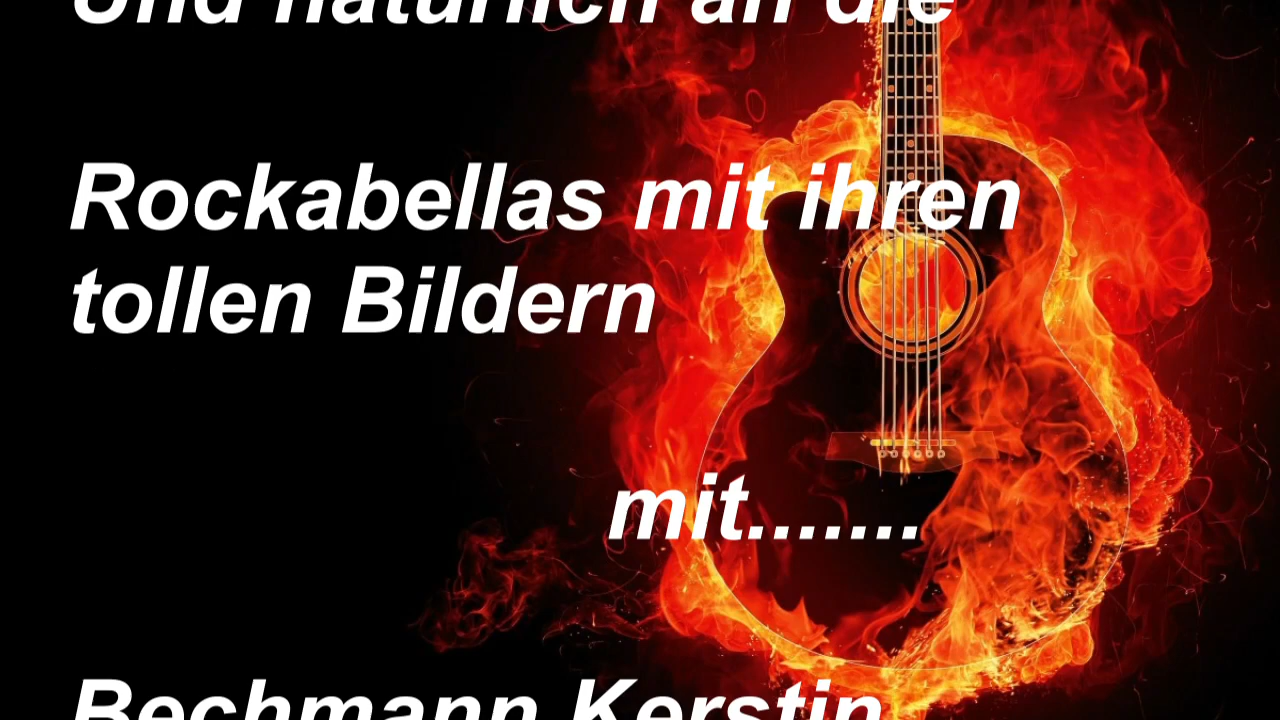 Und natürlich an die
Rockabellas mit ihren
tollen Bildern
mit.......
Bechmann Kerstin